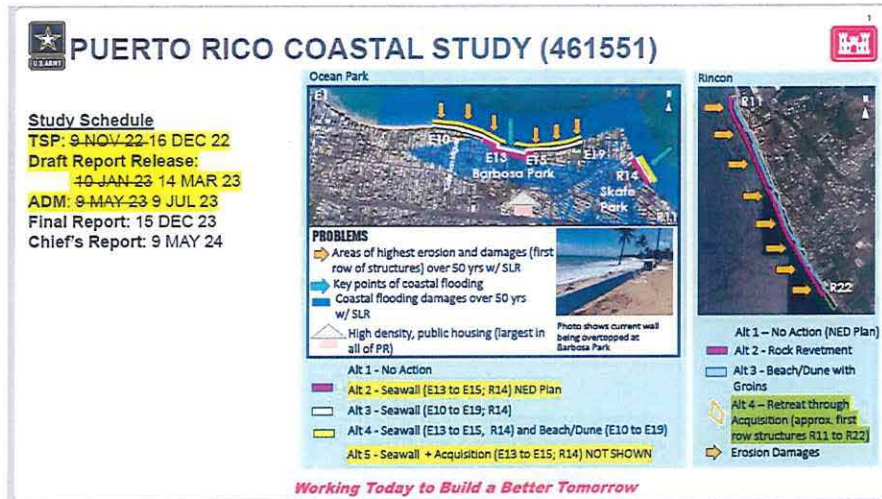 1
U.S.ARMY
PUERTO RICO COASTAL STUDY (461551)
Study Schedule
TSP: 9 NOV 22 16 DEC 22
Draft Report Release:
10 JAN 23 14 MAR 23
ADM: 9 MAY 23 9 JUL 23
Final Report: 15 DEC 23
Chief's Report: 9 MAY 24
Ocean Park
E1
N
E10
E13
E15
E19
Barbosa Park
R14
Skate
Park
R11
PROBLEMS
Areas of highest erosion and damages (first
row of structures) over 50 yrs w/ SLR
Key points of coastal flooding
Coastal flooding damages over 50 yrs
w/ SLR
High density, public housing (largest in
all of PR)
Photo shows current wall
being overtopped at
Barbosa Park
Alt 1 - No Action
Alt 2 - Seawall (E13 to E15; R14) NED Plan
Alt 3 - Seawall (E10 to E19; R14)
Alt 4 - Seawall (E13 to E15, R14) and Beach/Dune (E10 to E19)
Alt 5 - Seawall + Acquisition (E13 to E15; R14) NOT SHOWN
Rincon
R11
N
R22
Alt 1 – No Action (NED Plan)
Alt 2 - Rock Revetment
Alt 3 - Beach/Dune with
Groins
Alt 4 – Retreat through
Acquisition (approx. first
row structures R11 to R22)
Erosion Damages
Working Today to Build a Better Tomorrow